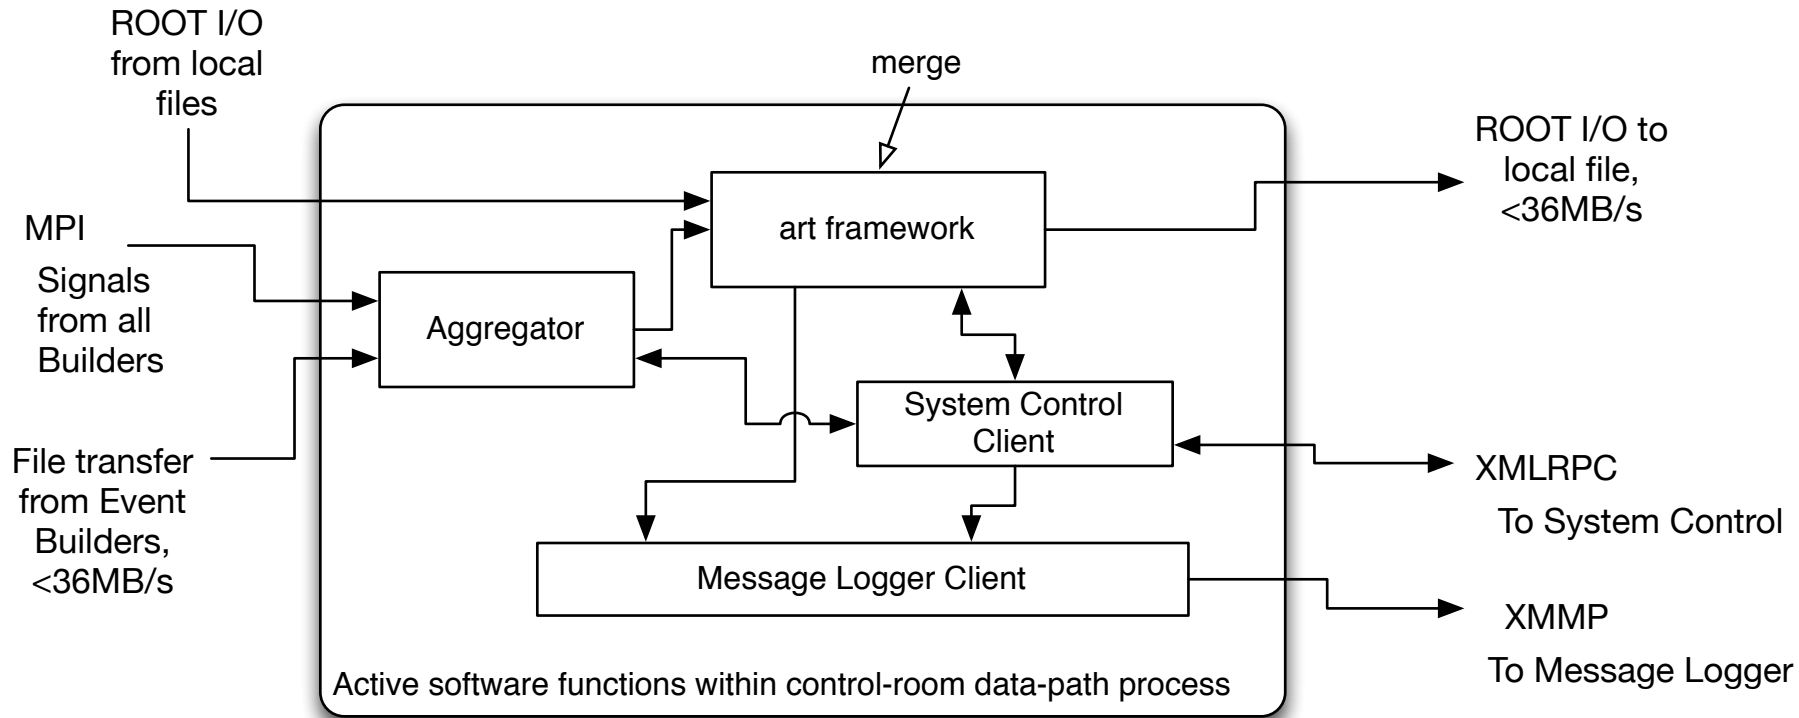 ROOT I/O
from local
files
merge
ROOT I/O to
local file,
<36MB/s
art framework
MPI
Signals
from all
Builders
Aggregator
System Control
Client
File transfer
from Event
Builders,
<36MB/s
XMLRPC
To System Control
Message Logger Client
XMMP
To Message Logger
Active software functions within control-room data-path process